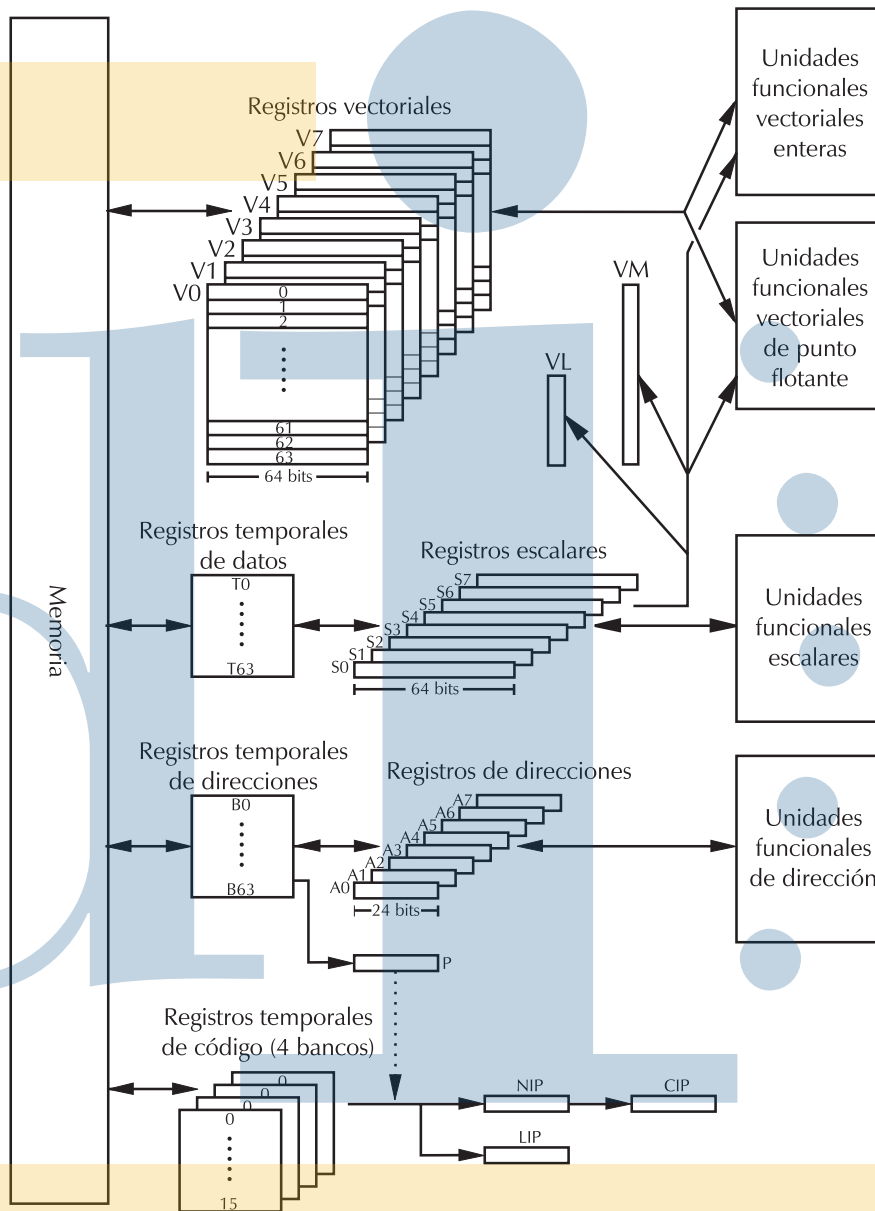 Memoria
Registros vectoriales
V7
V6
V5
V4
V3
V2
V1
V0
0
1
2
61
62
63
64 bits
VM
VL
Unidades
funcionales
vectoriales
enteras
Unidades
funcionales
vectoriales
de punto
flotante
Registros temporales
de datos
T0
T63
Registros escalares
S7
S6
S5
S4
S3
S2
S1
S0
64 bits
Unidades
funcionales
escalares
Registros temporales
de direcciones
B0
B63
Registros de direcciones
A7
A6
A5
A4
A3
A2
A1
A0
24 bits
Unidades
funcionales
de dirección
P
Registros temporales
de código (4 bancos)
0
0
0
0
15
NIP
CIP
LIP